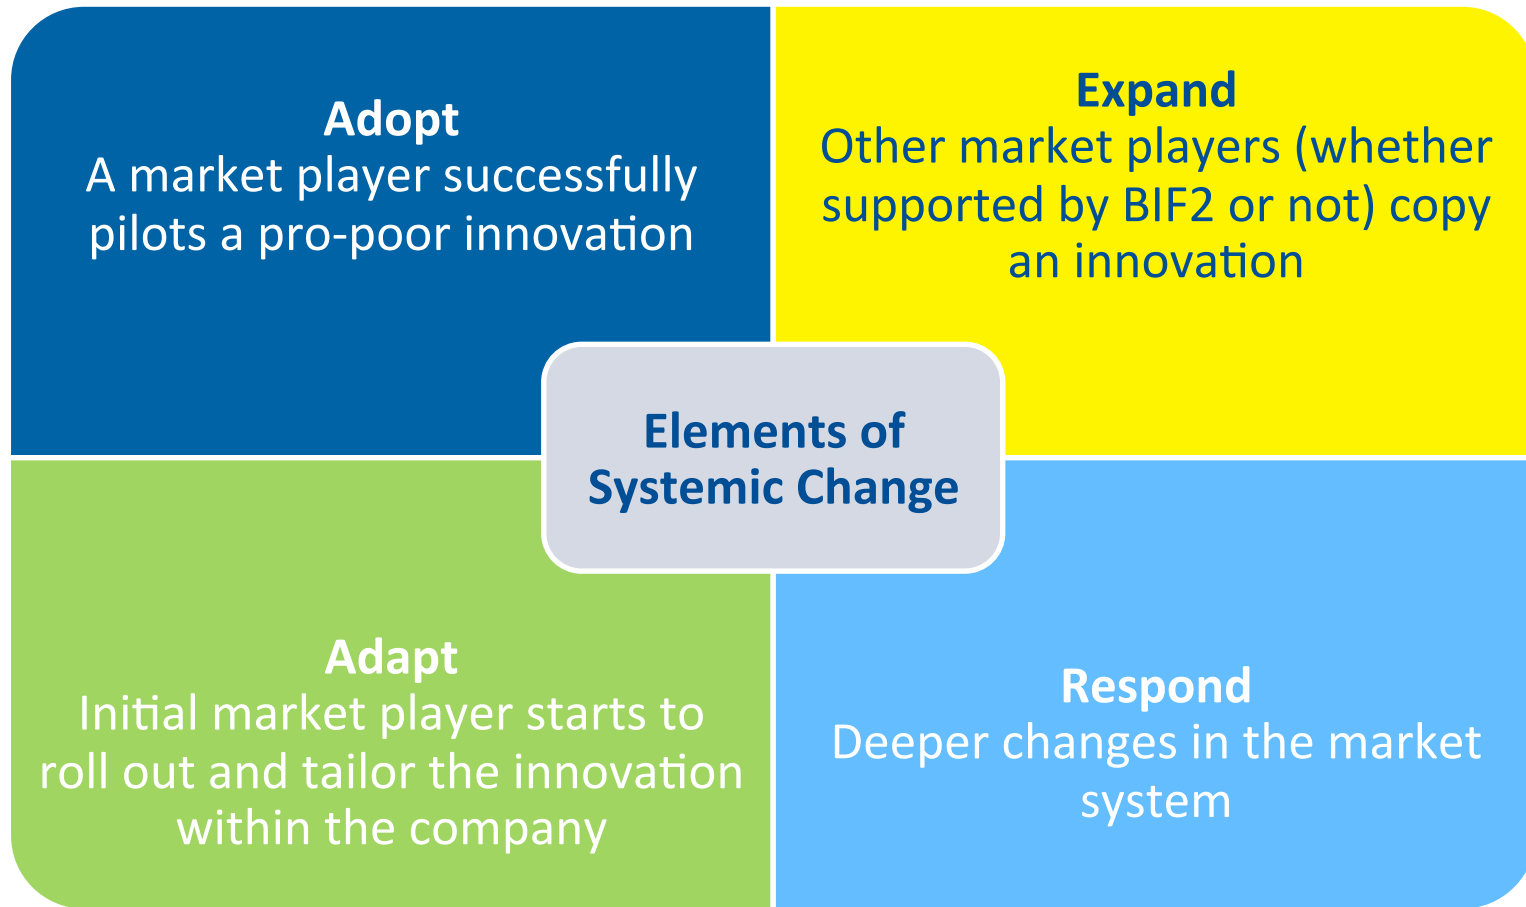 Adopt
A market player successfully
pilots a pro-poor innovation
Expand
Other market players (whether
supported by BIF2 or not) copy
an innovation
Elements of
Systemic Change
Adapt
Initial market player starts to
roll out and tailor the innovation
within the company
Respond
Deeper changes in the market
system